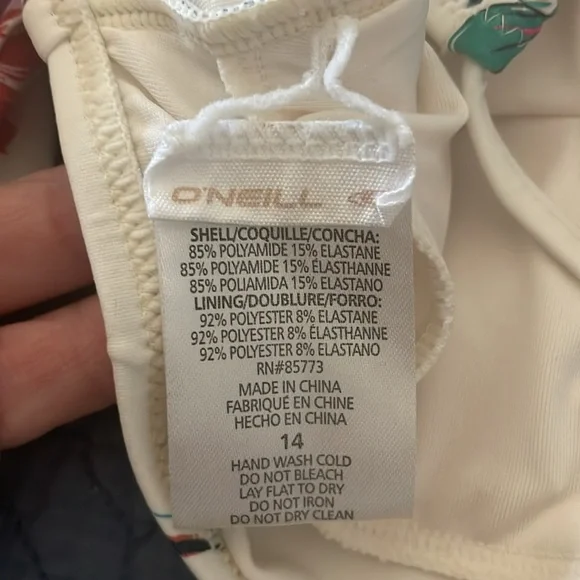 O'NEILL
SHELL/COQUILLE/CONCHA:
85% POLYAMIDE 15% ELASTANE
85% POLYAMIDE 15% ÉLASTHANNE
85% POLIAMIDA 15% ELASTANO
LINING/DOUBLURE/FORRO:
92% POLYESTER 8% ELASTANE
92% POLYESTER 8% ÉLASTHANNE
92% POLYESTER 8% ELASTANO
RN#85773
MADE IN CHINA
FABRIQUÉ EN CHINE
HECHO EN CHINA
14
HAND WASH COLD
DO NOT BLEACH
LAY FLAT TO DRY
DO NOT IRON
DO NOT DRY CLEAN